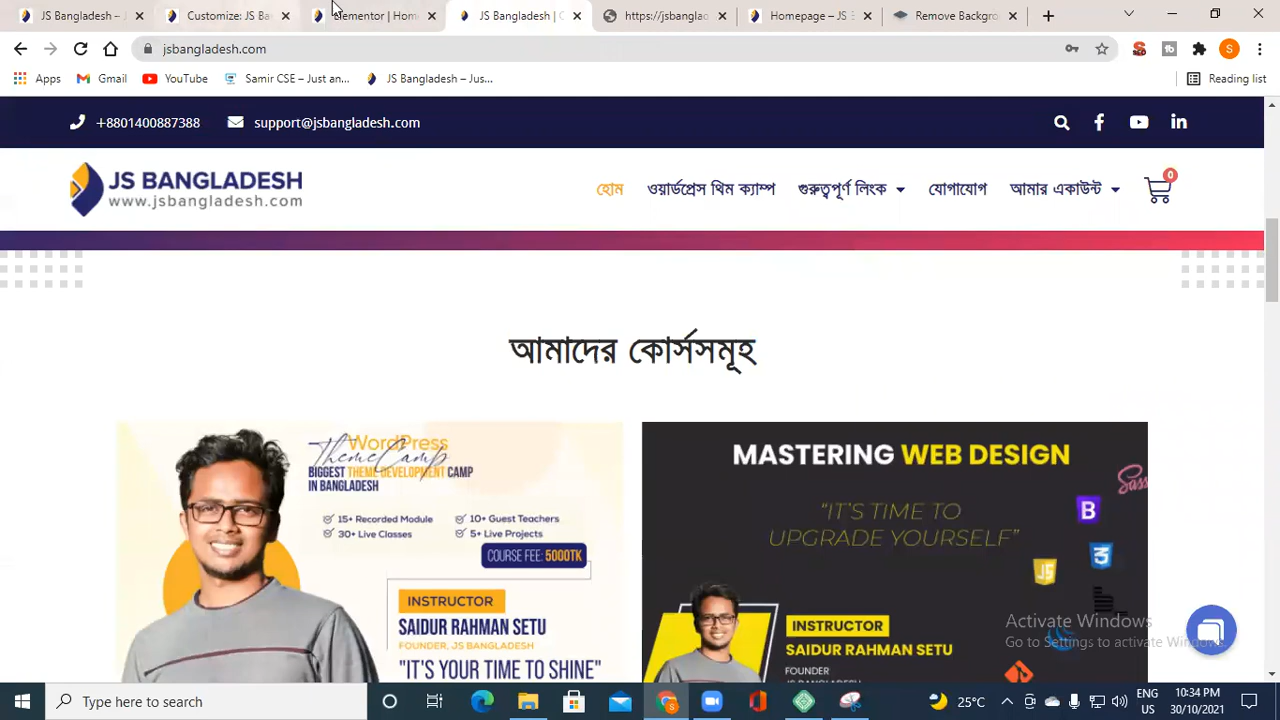 JS Bangladesh –
Customize: JS Ba
Elementor | Hom
JS Bangladesh | C
https://jsbanglad
Homepage – JS
Remove Backgro
jsbangladesh.com
Apps
Gmail
YouTube
Samir CSE – Just an...
JS Bangladesh – Jus...
Reading list
+8801400887388
support@jsbangladesh.com
JS BANGLADESH
www.jsbangladesh.com
হোম
ওয়ার্ডপ্রেস থিম ক্যাম্প
গুরুত্বপূর্ণ লিংক
যোগাযোগ
আমার একাউন্ট
0
আমাদের কোর্সসমূহ
WordPress
ThemeCamp
BIGGEST THEME DEVELOPMENT CAMP
IN BANGLADESH
15+ Recorded Module
10+ Guest Teachers
30+ Live Classes
5+ Live Projects
COURSE FEE: 5000TK
INSTRUCTOR
SAIDUR RAHMAN SETU
FOUNDER, JS BANGLADESH
"IT'S YOUR TIME TO SHINE"
MASTERING WEB DESIGN
"IT'S TIME TO
UPGRADE YOURSELF"
Sass
B
3
JS
INSTRUCTOR
SAIDUR RAHMAN SETU
FOUNDER
Activate Windows
Go to Settings to activate Windows.
Type here to search
25°C
ENG
US
10:34 PM
30/10/2021